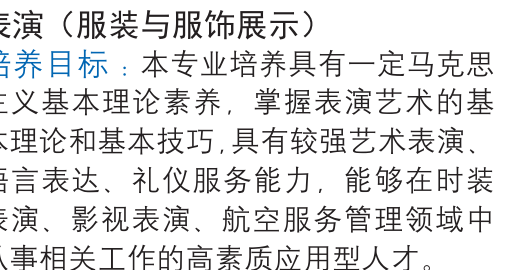 表演（服装与服饰展示）
培养目标：本专业培养具有一定马克思
主义基本理论素养，掌握表演艺术的基
本理论和基本技巧,具有较强艺术表演、
语言表达、礼仪服务能力，能够在时装
表演、影视表演、航空服务管理领域中
从事相关工作的高素质应用型人才。